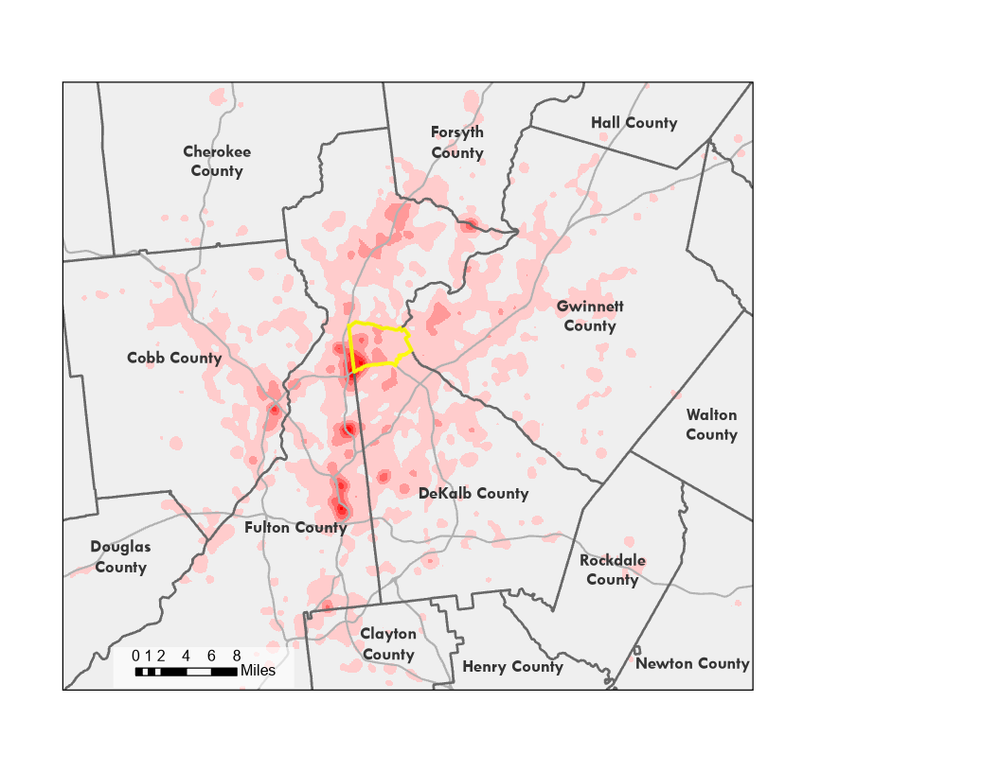 Hall County
Forsyth
County
Cherokee
County
Gwinnett
County
Cobb County
Walton
County
DeKalb County
Fulton County
Douglas
County
Rockdale
County
Clayton
County
0 1 2 4 6 8
Miles
Henry County
Newton County